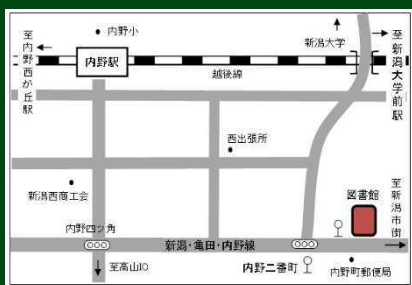 至内野西が丘駅
内野小
内野駅
越後線
新潟大学
至新潟大学前駅
西出張所
新潟西商工会
内野四ツ角
新潟・亀田・内野線
至高山IC
内野二番町
図書館
至新潟市街
内野町郵便局